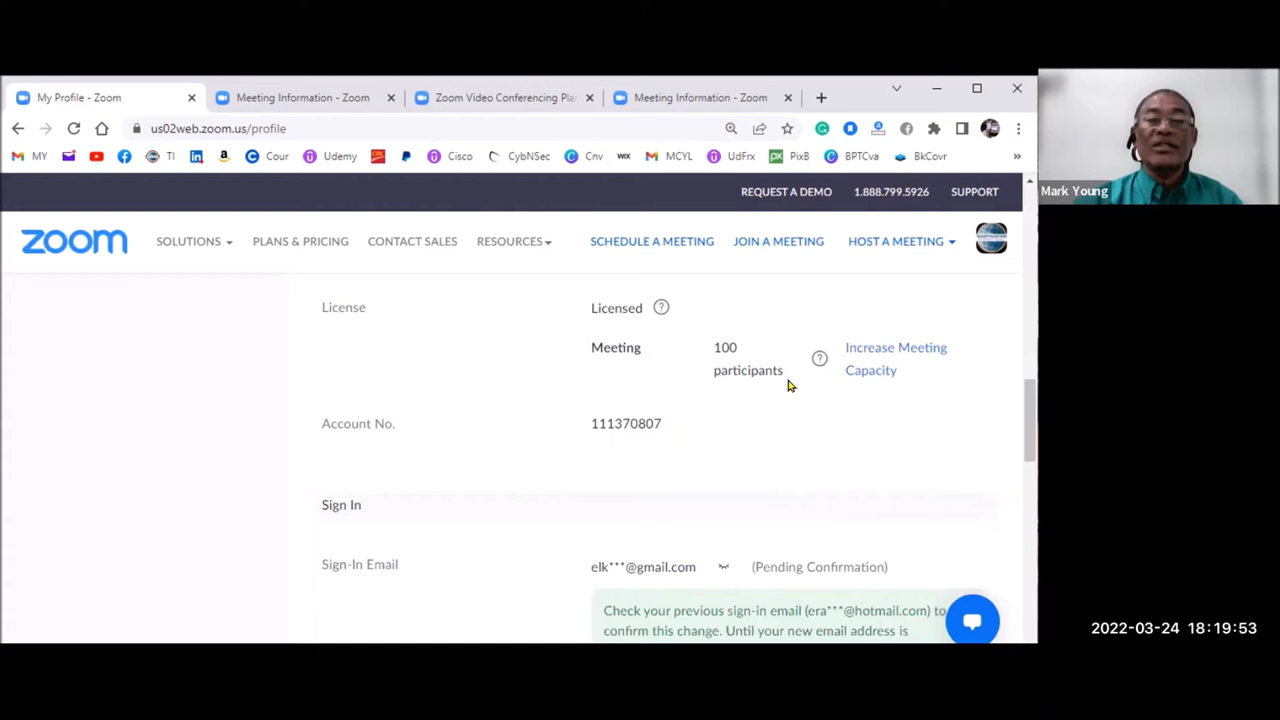 My Profile - Zoom
Meeting Information - Zoom
Zoom Video Conferencing Pla
Meeting Information - Zoom
us02web.zoom.us/profile
MY
TI
Cour
Udemy
Cisco
CybNSec
Cnv
WIX
MCYL
UdFrx
PixB
BPTCva
BkCovr
»
REQUEST A DEMO
1.888.799.5926
SUPPORT
Mark Young
zoom
SOLUTIONS
PLANS & PRICING
CONTACT SALES
RESOURCES
SCHEDULE A MEETING
JOIN A MEETING
HOST A MEETING
License
Licensed ?
Meeting
100
participants
?
Increase Meeting
Capacity
Account No.
111370807
Sign In
Sign-In Email
elk***@gmail.com
(Pending Confirmation)
Check your previous sign-in email (era***@hotmail.com) to
confirm this change. Until your new email address is
2022-03-24 18:19:53